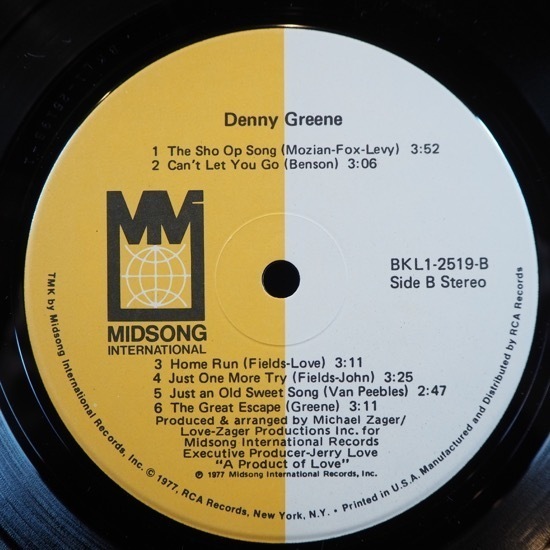 Denny Greene
1 The Sho Op Song (Mozian-Fox-Levy) 3:52
2 Can't Let You Go (Benson) 3:06
MM
BKL1-2519-B
Side B Stereo
MIDSONG
INTERNATIONAL
3 Home Run (Fields-Love) 3:11
4 Just One More Try (Fields-John) 3:25
5 Just an Old Sweet Song (Van Peebles) 2:47
6 The Great Escape (Greene) 3:11
Produced & arranged by Michael Zager/
Love-Zager Productions Inc. for
Midsong International Records
Executive Producer-Jerry Love
"A Product of Love"
℗ 1977 Midsong International Records, Inc.
TMK by Midsong International Records, Inc. © 1977, RCA Records, New York, N.Y. • Printed in U.S.A. Manufactured and Distributed by RCA Records